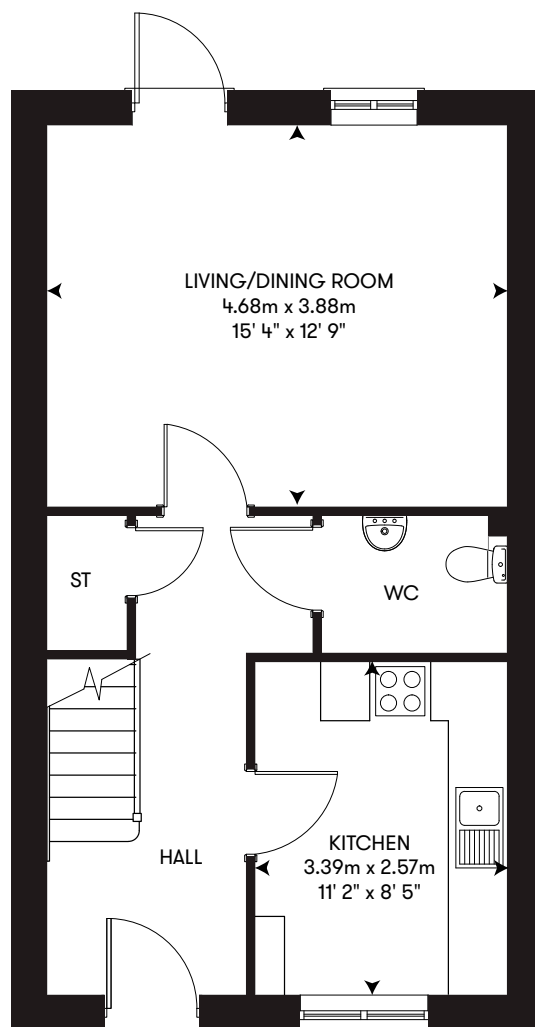 LIVING/DINING ROOM
4.68m x 3.88m
15' 4" x 12' 9"
ST
WC
KITCHEN
3.39m x 2.57m
11' 2" x 8' 5"
HALL